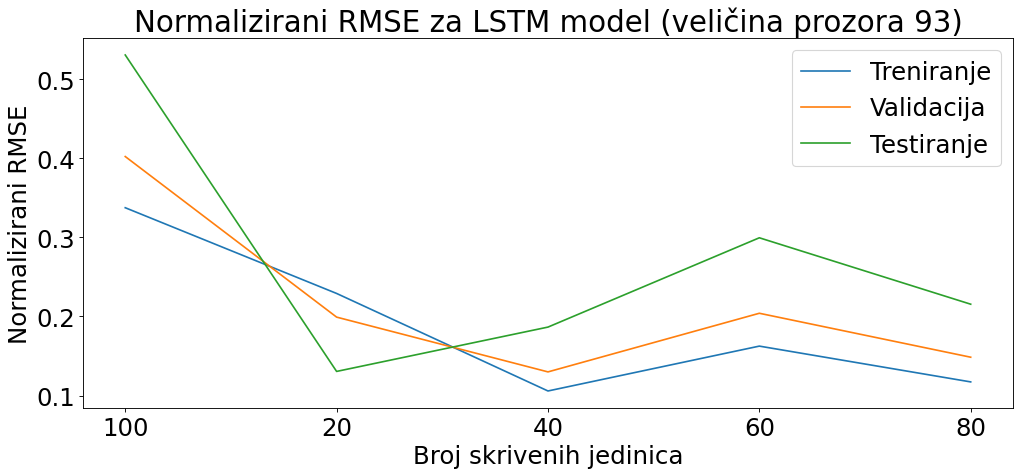 Normalizirani RMSE za LSTM model (veličina prozora 93)
Normalizirani RMSE
0.5
0.4
0.3
0.2
0.1
Treniranje
Validacija
Testiranje
100 20 40 60 80
Broj skrivenih jedinica